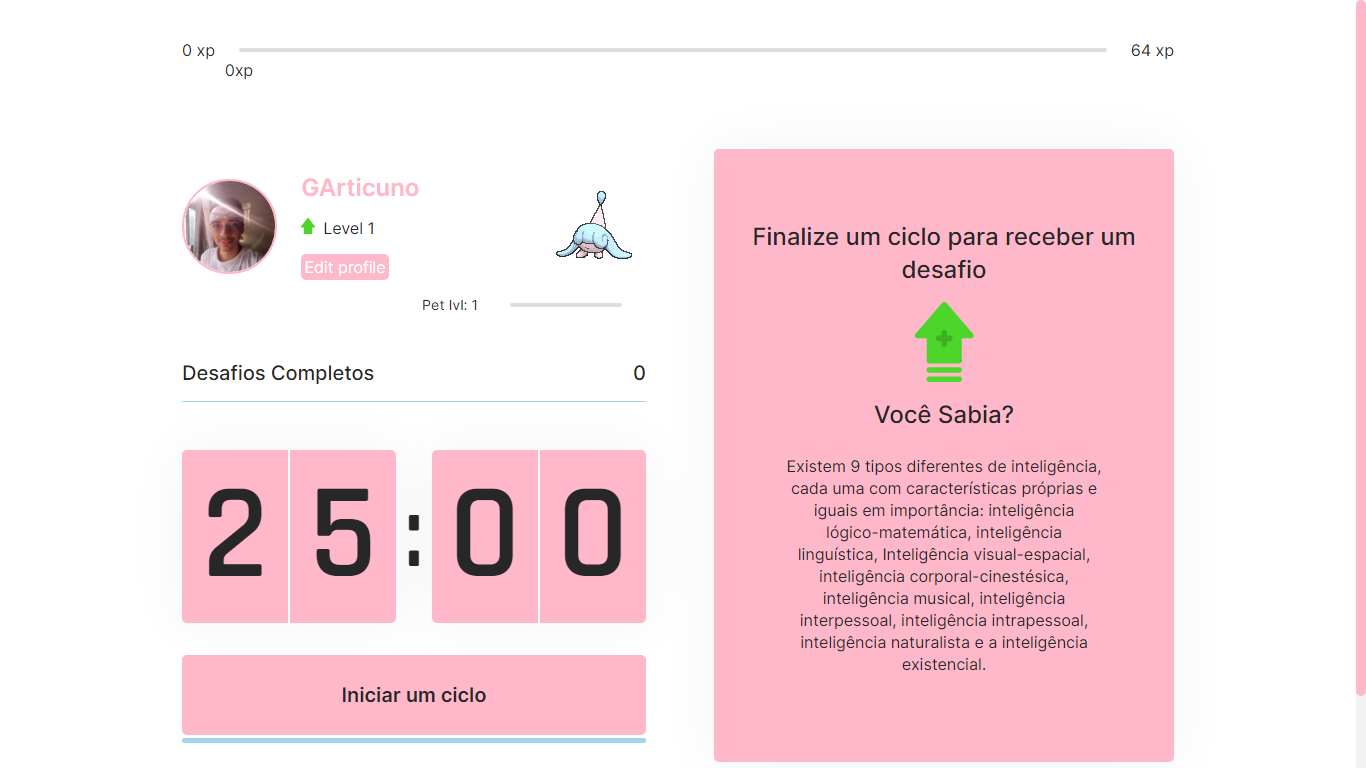 0 xp
64 xp
0xp
GArticuno
Level 1
Edit profile
Pet lvl: 1
Desafios Completos
0
25:00
Iniciar um ciclo
Finalize um ciclo para receber um
desafio
Você Sabia?
Existem 9 tipos diferentes de inteligência,
cada uma com características próprias e
iguais em importância: inteligência
lógico-matemática, inteligência
linguística, Inteligência visual-espacial,
inteligência corporal-cinestésica,
inteligência musical, inteligência
interpessoal, inteligência intrapessoal,
inteligência naturalista e a inteligência
existencial.